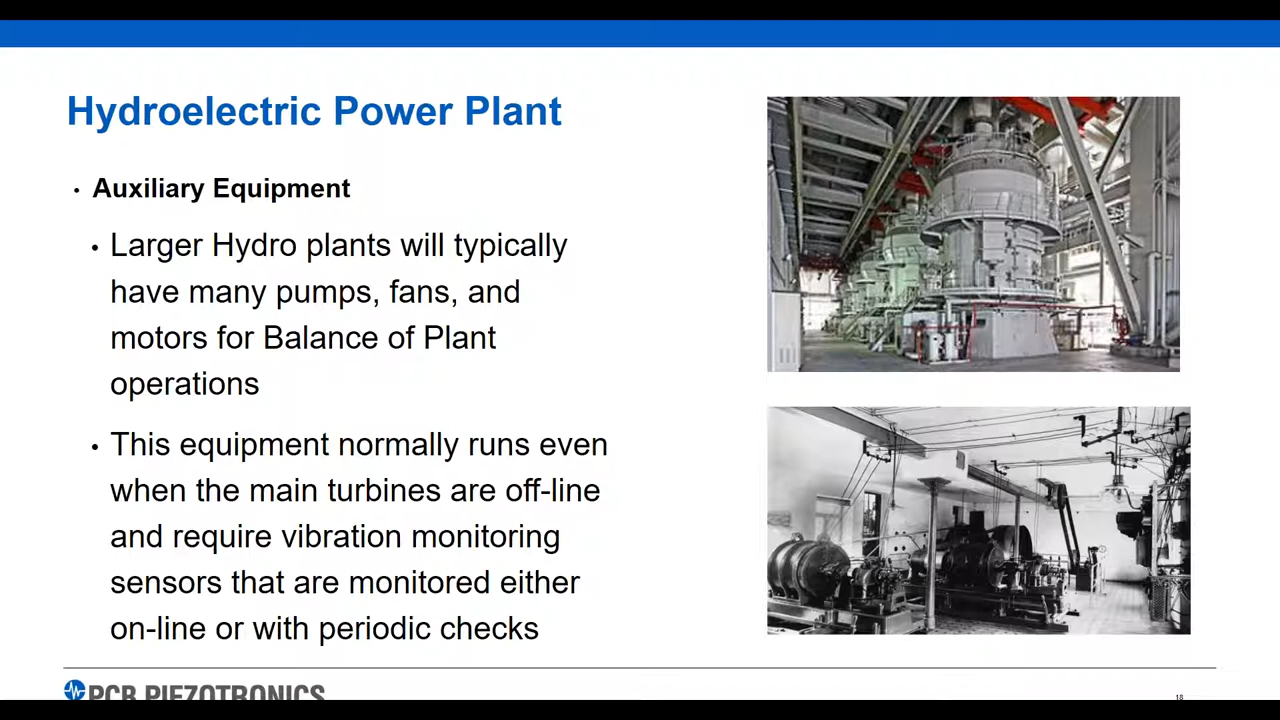 Hydroelectric Power Plant
• Auxiliary Equipment
• Larger Hydro plants will typically
have many pumps, fans, and
motors for Balance of Plant
operations
• This equipment normally runs even
when the main turbines are off-line
and require vibration monitoring
sensors that are monitored either
on-line or with periodic checks
PCB PIEZOTRONICS
18